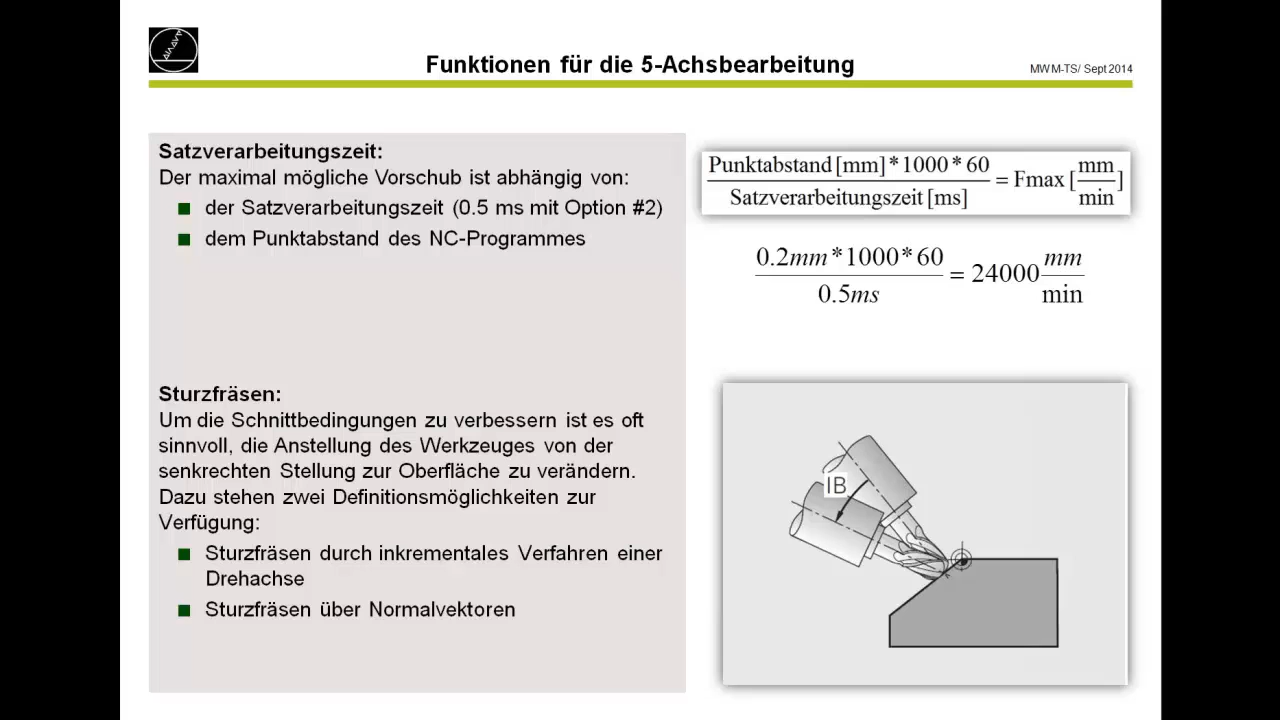 Funktionen für die 5-Achsbearbeitung
MWM-TS/ Sept 2014
Satzverarbeitungszeit:
Der maximal mögliche Vorschub ist abhängig von:
der Satzverarbeitungszeit (0.5 ms mit Option #2)
dem Punktabstand des NC-Programmes
Punktabstand [mm] * 1000 * 60
Satzverarbeitungszeit [ms]
= Fmax [mm/min]
0.2mm * 1000 * 60
0.5ms
= 24000 mm/min
Sturzfräsen:
Um die Schnittbedingungen zu verbessern ist es oft
sinnvoll, die Anstellung des Werkzeuges von der
senkrechten Stellung zur Oberfläche zu verändern.
Dazu stehen zwei Definitionsmöglichkeiten zur
Verfügung:
Sturzfräsen durch inkrementales Verfahren einer
Drehachse
Sturzfräsen über Normalvektoren
IB